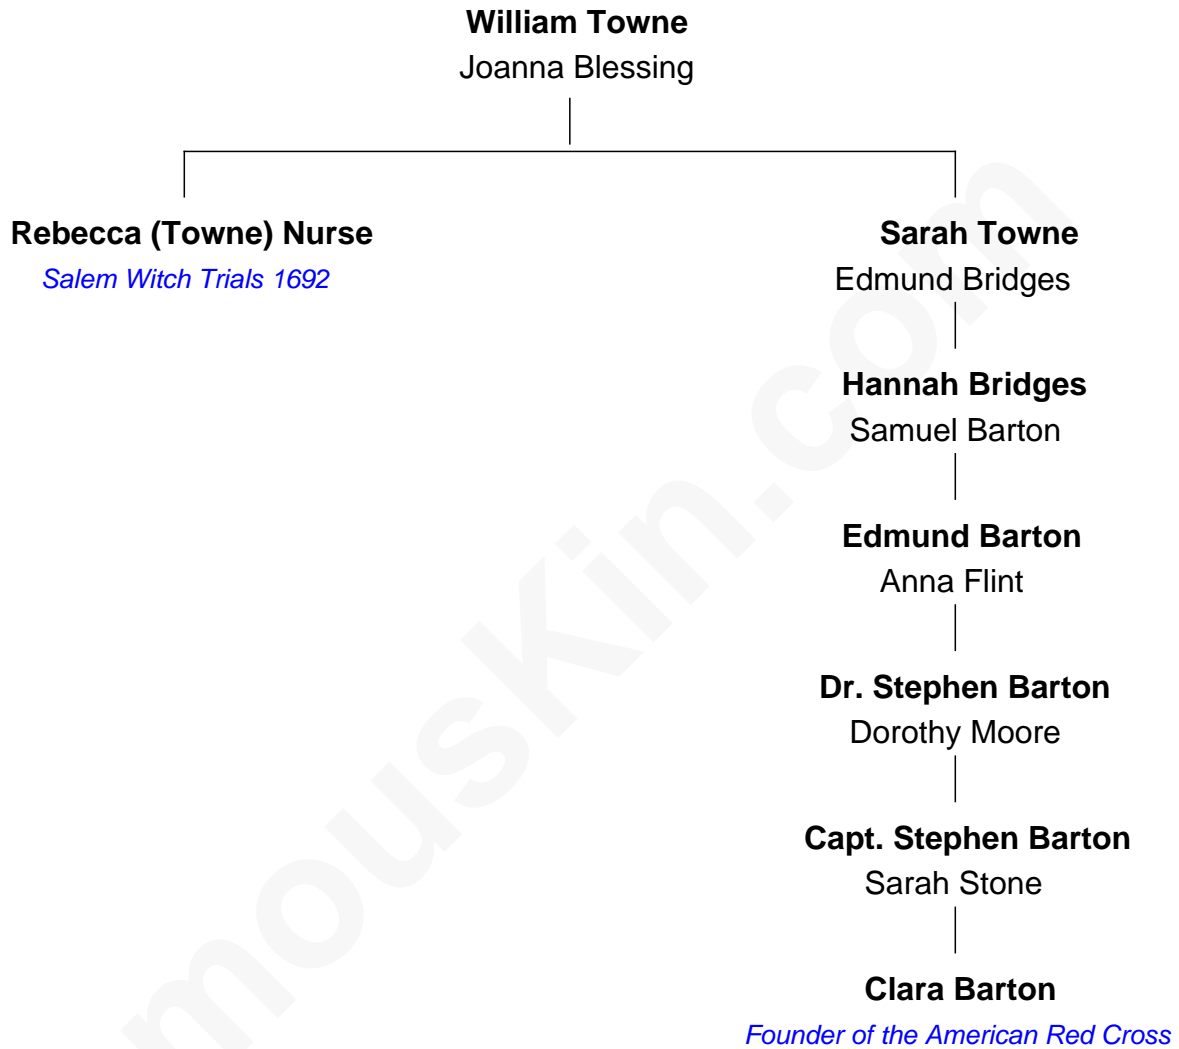 William Towne
Joanna Blessing
Rebecca (Towne) Nurse
Salem Witch Trials 1692
Sarah Towne
Edmund Bridges
Hannah Bridges
Samuel Barton
Edmund Barton
Anna Flint
Dr. Stephen Barton
Dorothy Moore
Capt. Stephen Barton
Sarah Stone
Clara Barton
Founder of the American Red Cross
mouskin.com